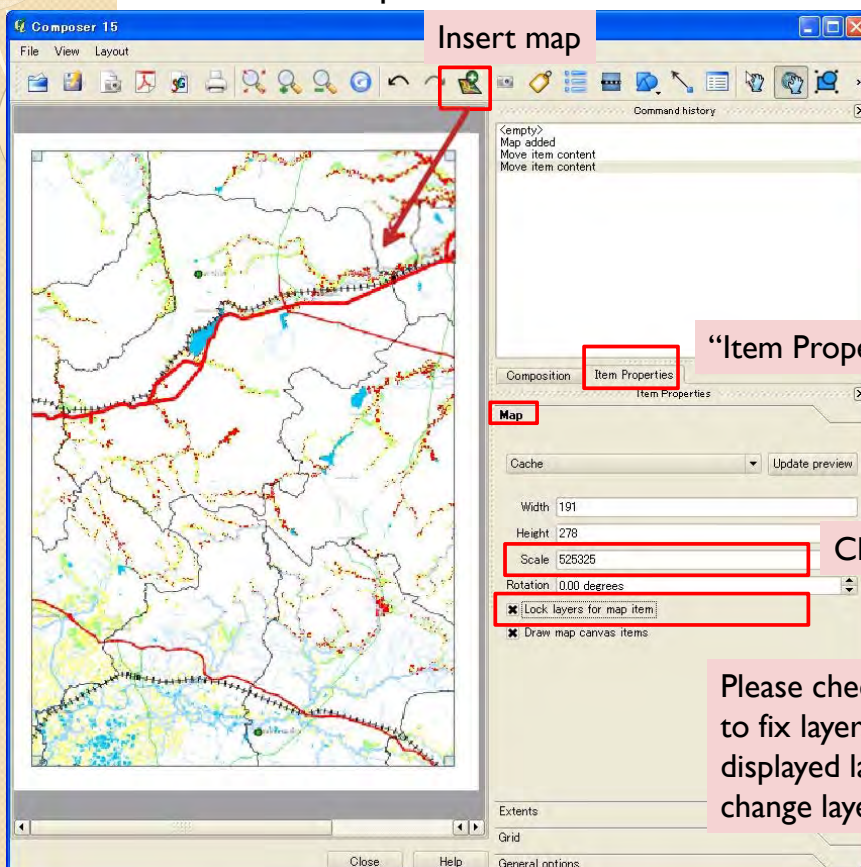 Composer 15
Insert map
File View Layout
Command history
<empty>
Map added
Move item content
Move item content
"Item Prope
Composition Item Properties
Item Properties
Map
Cache Update preview
Width 191
Height 278
Scale 525325
Cl
Rotation 0.00 degrees
Lock layers for map item
Draw map canvas items
Please chec
to fix layer
displayed la
change laye
Extents
Grid
General options
Close Help